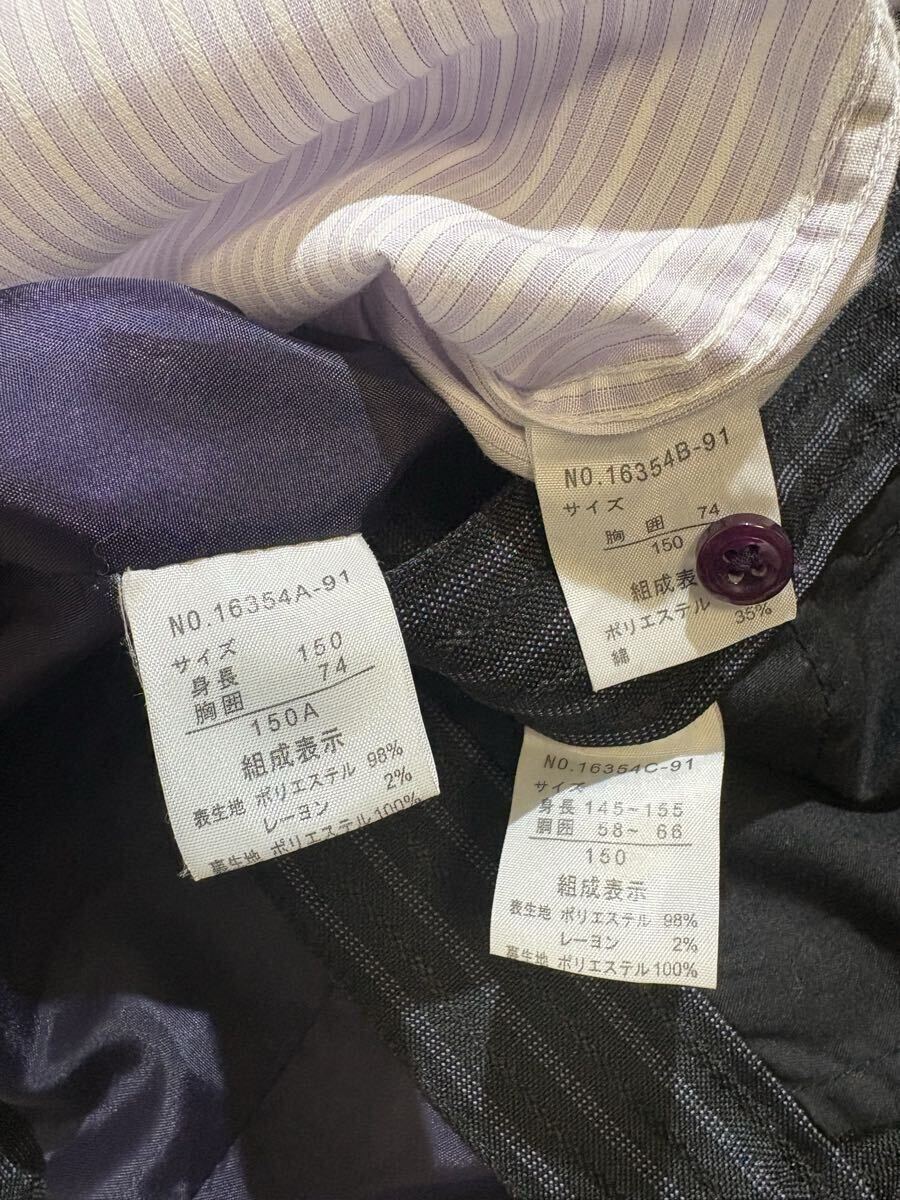 NO.16354B-91
サイズ
胸囲 74
150
組成表
ポリエステル
綿 35%
NO.16354A-91
サイズ
身長 150
胸囲 74
150A
組成表示
表生地 ポリエステル 98%
レーヨン 2%
裏生地 ポリエステル100%
NO.16354C-91
サイズ
身長 145~155
胴囲 58~ 66
150
組成表示
表生地 ポリエステル 98%
レーヨン 2%
裏生地 ポリエステル100%